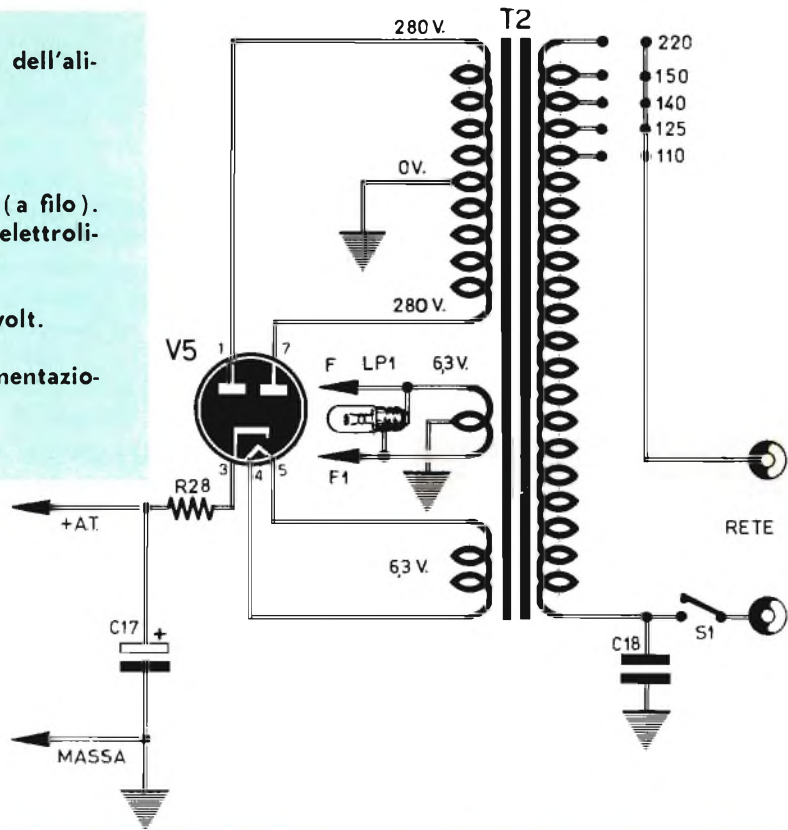 dell'ali-
(a filo).
elettroli-
volt.
mentazio-
T2
280 V.
220
150
140
125
110
0V.
280 V.
V5
1
7
F
LP1
6,3 V.
F1
3
4
5
R28
+A.T.
6,3 V.
RETE
C17
+
C18
S1
MASSA